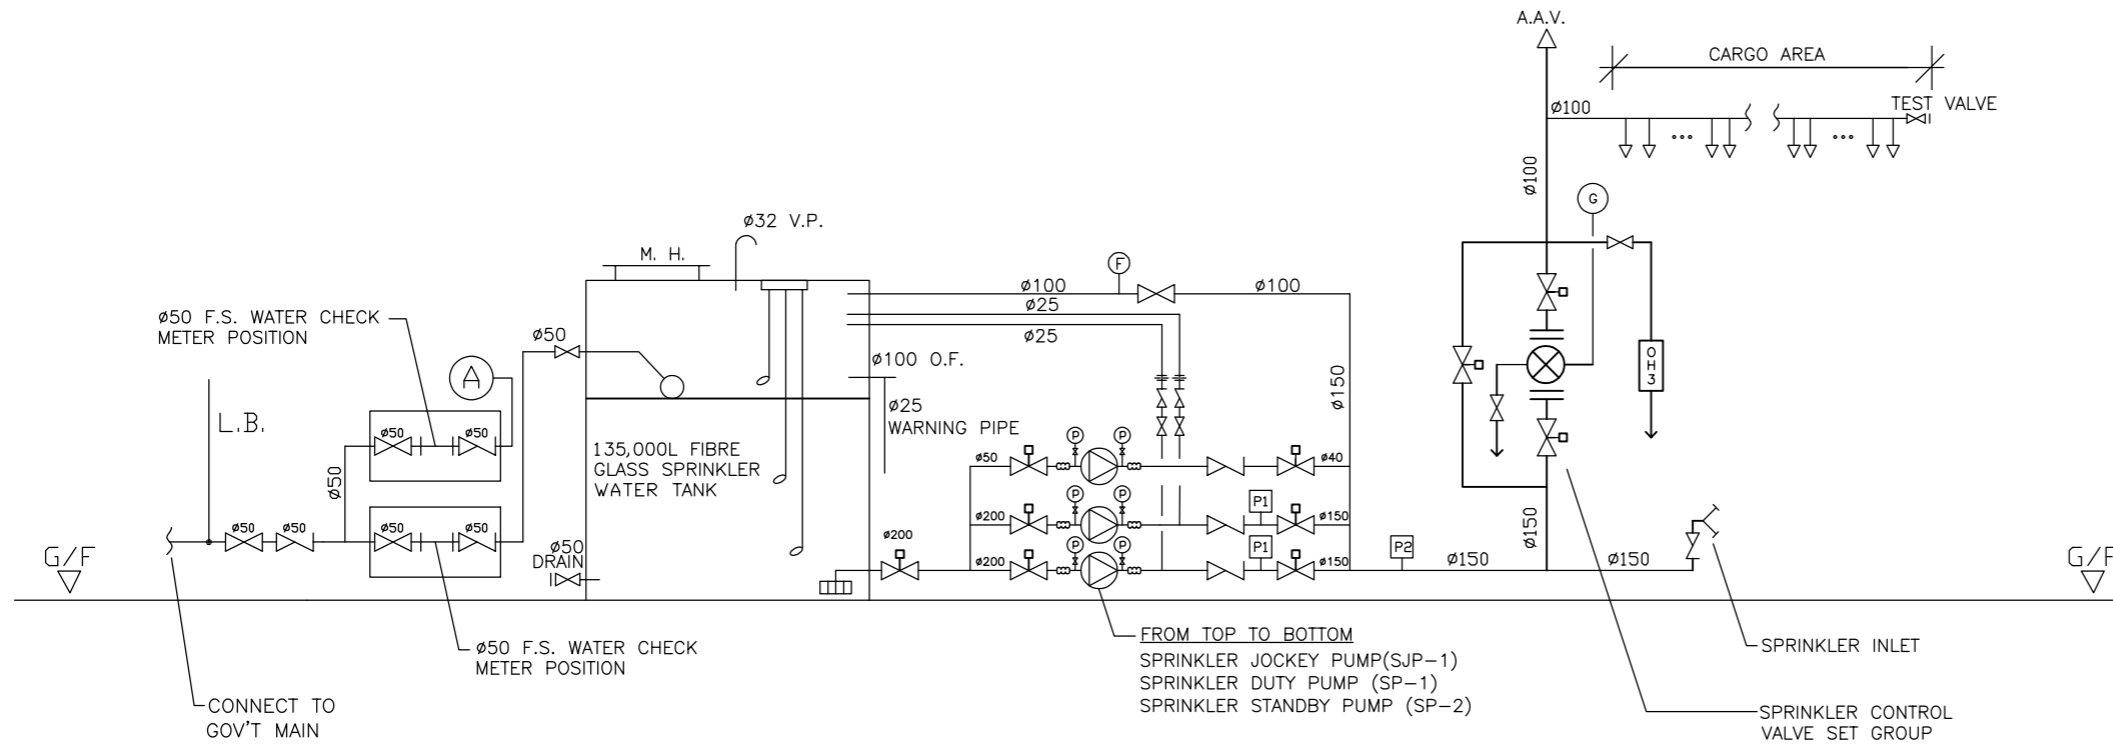 A.A.V.
CARGO AREA
TEST VALVE
ø100
ø100
G
ø32 V.P.
M. H.
F
ø100
ø100
ø25
ø25
ø50 F.S. WATER CHECK
METER POSITION
ø50
ø100 O.F.
A
OH3
ø150
ø25
WARNING PIPE
L.B.
ø50
ø50
135,000L FIBRE
GLASS SPRINKLER
WATER TANK
P
P
ø50
ø40
ø50
P
P
P1
ø200
ø150
ø50
ø50
ø50
ø50
ø150
G/F
ø50
DRAIN
ø200
P
P
P1
P2
ø200
ø150
ø150
ø150
G/F
FROM TOP TO BOTTOM
SPRINKLER JOCKEY PUMP(SJP-1)
SPRINKLER DUTY PUMP (SP-1)
SPRINKLER STANDBY PUMP (SP-2)
ø50 F.S. WATER CHECK
METER POSITION
SPRINKLER INLET
CONNECT TO
GOV'T MAIN
SPRINKLER CONTROL
VALVE SET GROUP